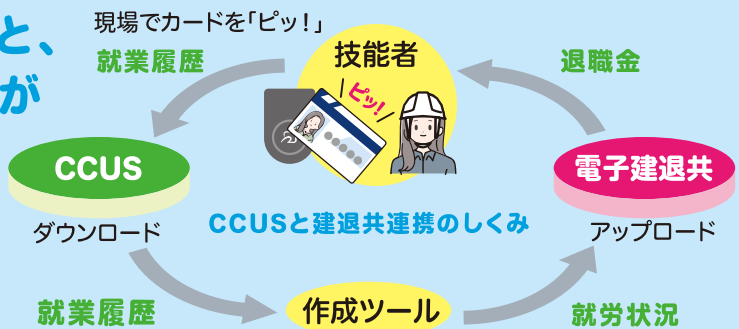 と、
が
現場でカードを「ピッ!」
就業履歴
技能者
ピッ!
退職金
CCUS
ダウンロード
CCUSと建退共連携のしくみ
電子建退共
アップロード
就業履歴
作成ツール
就労状況